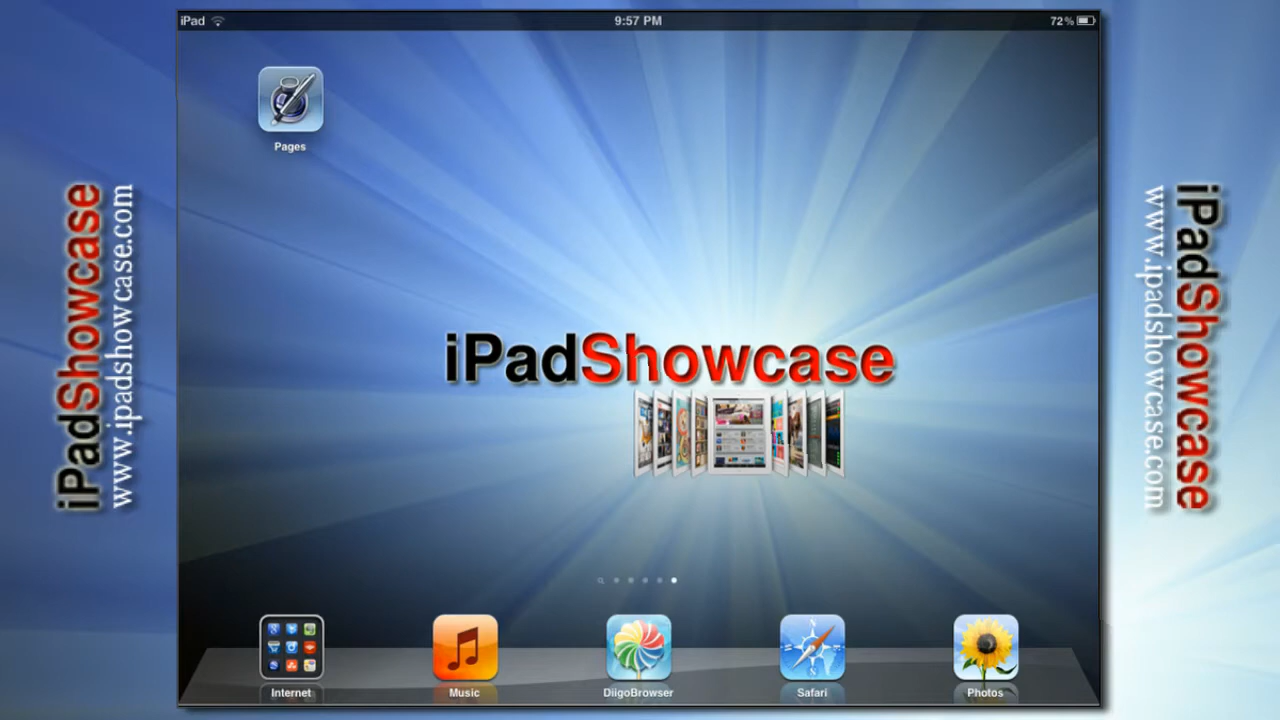 iPad
9:57 PM
72%
Pages
iPadShowcase
www.ipadshowcase.com
iPadShowcase
iPadShowcase
www.ipadshowcase.com
Internet
Music
DiigoBrowser
Safari
Photos